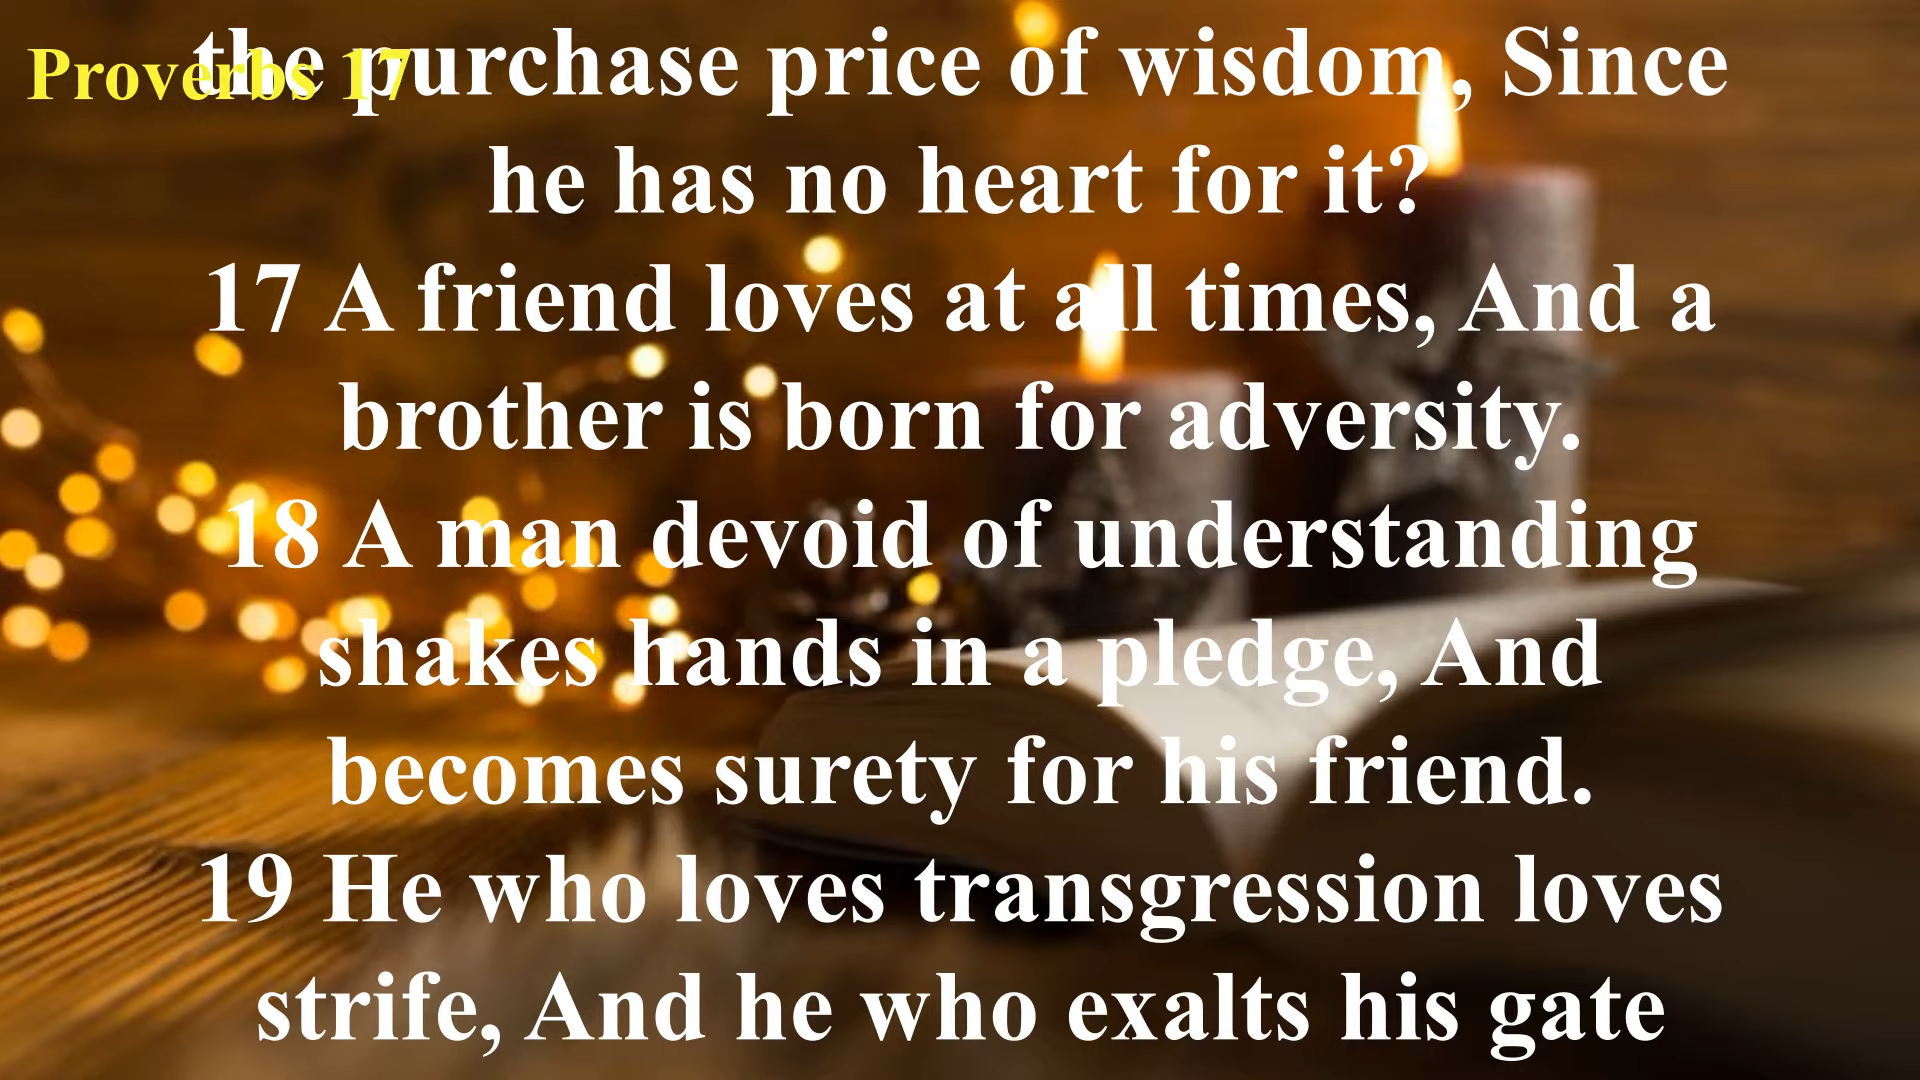 Proverbs 17
the purchase price of wisdom, Since
he has no heart for it?
17 A friend loves at all times, And a
brother is born for adversity.
18 A man devoid of understanding
shakes hands in a pledge, And
becomes surety for his friend.
19 He who loves transgression loves
strife, And he who exalts his gate